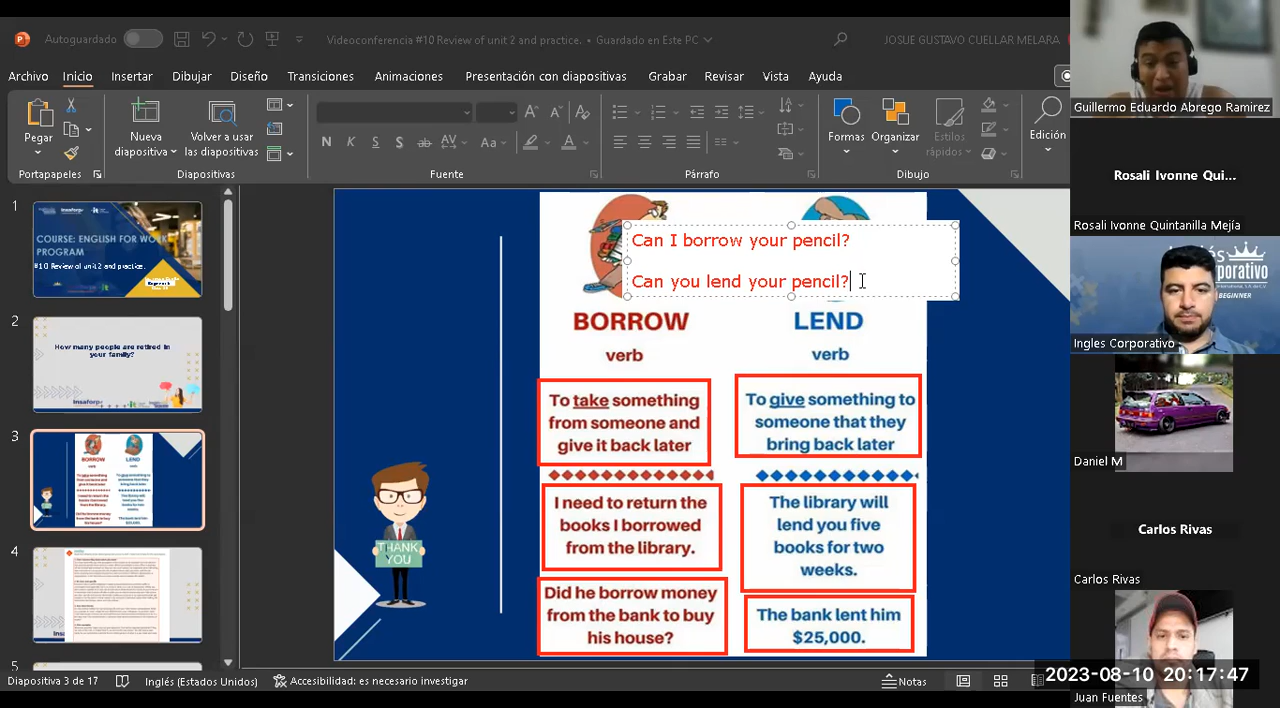 Autoguardado
Videoconferencia #10 Review of unit 2 and practice. • Guardado en Este PC
JOSUE GUSTAVO CUELLAR MELARA
Archivo Inicio Insertar Dibujar Diseño Transiciones Animaciones Presentación con diapositivas Grabar Revisar Vista Ayuda
Pegar
Nueva diapositiva
Volver a usar las diapositivas
Formas
Organizar
Estilos rápidos
Edición
Portapapeles
Diapositivas
Fuente
Párrafo
Dibujo
1
COURSE: ENGLISH FOR WORK
PROGRAM
#10 Review of unit 2 and practice.
2
How many people are retired in
your family?
Insaforp
3
4
5
Can I borrow your pencil?
Can you lend your pencil?
BORROW
verb
To take something
from someone and
give it back later
I need to return the
books I borrowed
from the library.
Did he borrow money
from the bank to buy
his house?
LEND
verb
To give something to
someone that they
bring back later
The library will
lend you five
books for two
weeks.
The bank lent him
$25,000.
THANK
YOU
Guillermo Eduardo Abrego Ramirez
Rosali Ivonne Qui...
Rosali Ivonne Quintanilla Mejía
BEGINNER
Ingles Corporativo
Daniel M
Carlos Rivas
Carlos Rivas
2023-08-10 20:17:47
Juan Fuentes
Diapositiva 3 de 17
Inglés (Estados Unidos)
Accesibilidad: es necesario investigar
Notas